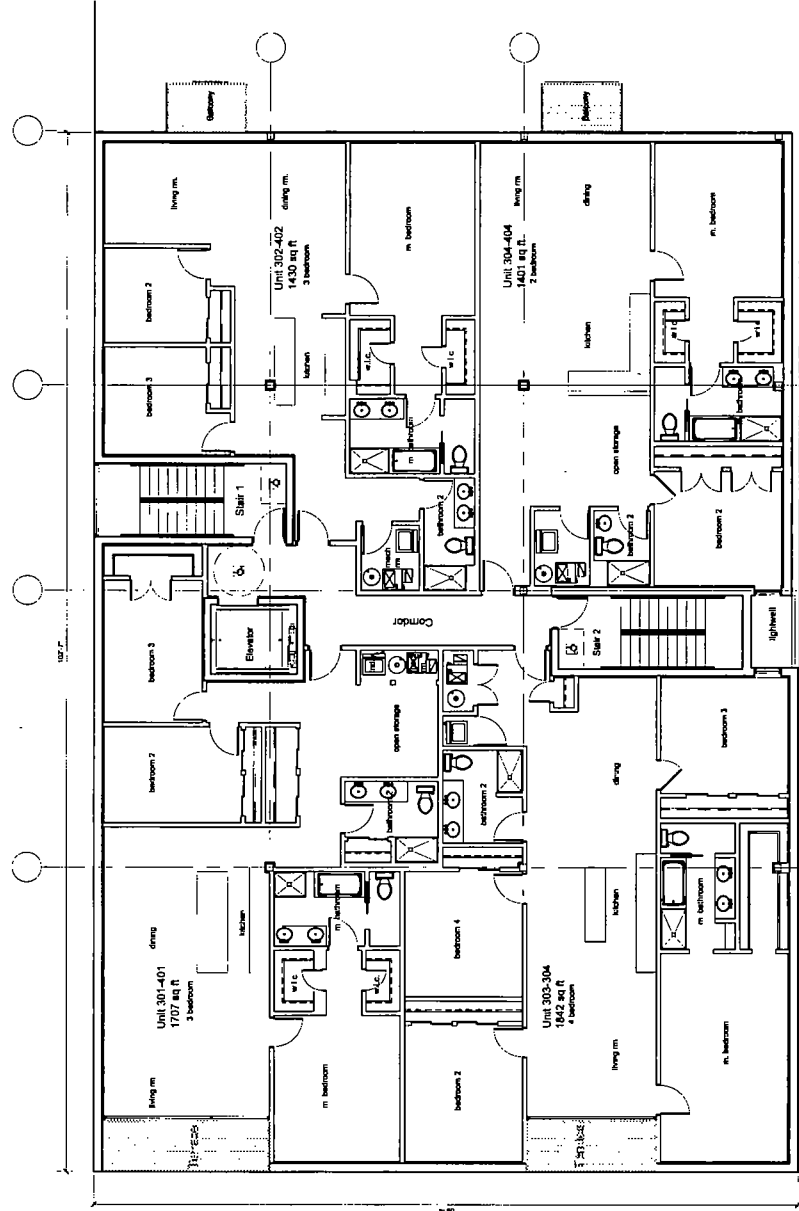 Balcony
Balcony
living rm.
dining rm.
Unit 302-402
1430 sq ft
3 bedroom
bedroom 2
bedroom 3
kitchen
m bedroom
w.i.c.
w i c
bathroom
m
bathroom 2
mech
rm
living rm
dining
Unit 304-404
1401 sq ft
2 bedroom
kitchen
open storage
m. bedroom
w i c
w i c
bathroom
bathroom 2
bedroom 2
Stair 1
Elevator
Corridor
Stair 2
lightwell
bedroom 3
bedroom 2
open storage
bathroom
living rm
dining
kitchen
Unit 301-401
1707 sq ft
3 bedroom
m bathroom
w i c
w.i.c.
m bedroom
bathroom 2
bedroom 4
bedroom 2
dining
kitchen
living rm
Unit 303-304
1842 sq ft
4 bedroom
bedroom 3
m bathroom
m. bedroom